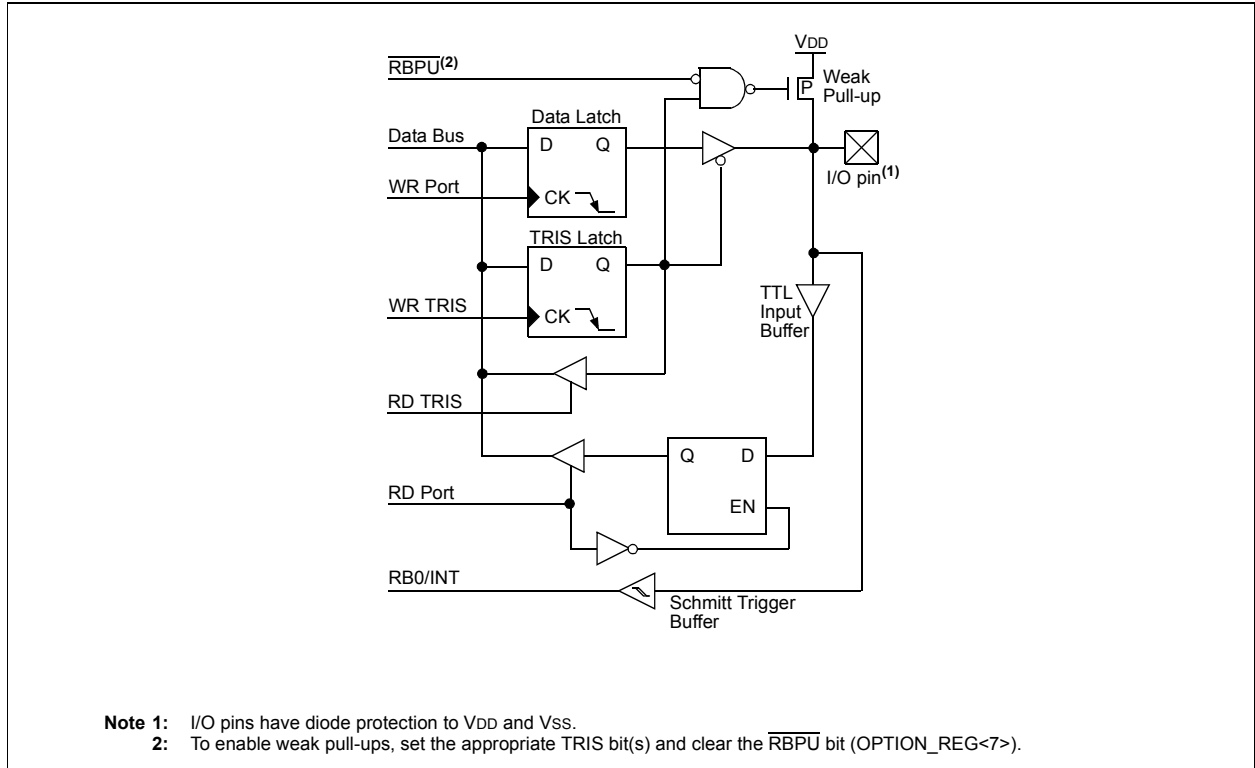 VDD
RBPU(2)
P
Weak
Pull-up
Data Latch
Data Bus
D Q
I/O pin(1)
WR Port
CK
TRIS Latch
D Q
TTL
Input
Buffer
WR TRIS
CK
RD TRIS
Q D
RD Port
EN
RB0/INT
Schmitt Trigger
Buffer
Note 1: I/O pins have diode protection to VDD and VSS.
2: To enable weak pull-ups, set the appropriate TRIS bit(s) and clear the RBPU bit (OPTION_REG<7>).